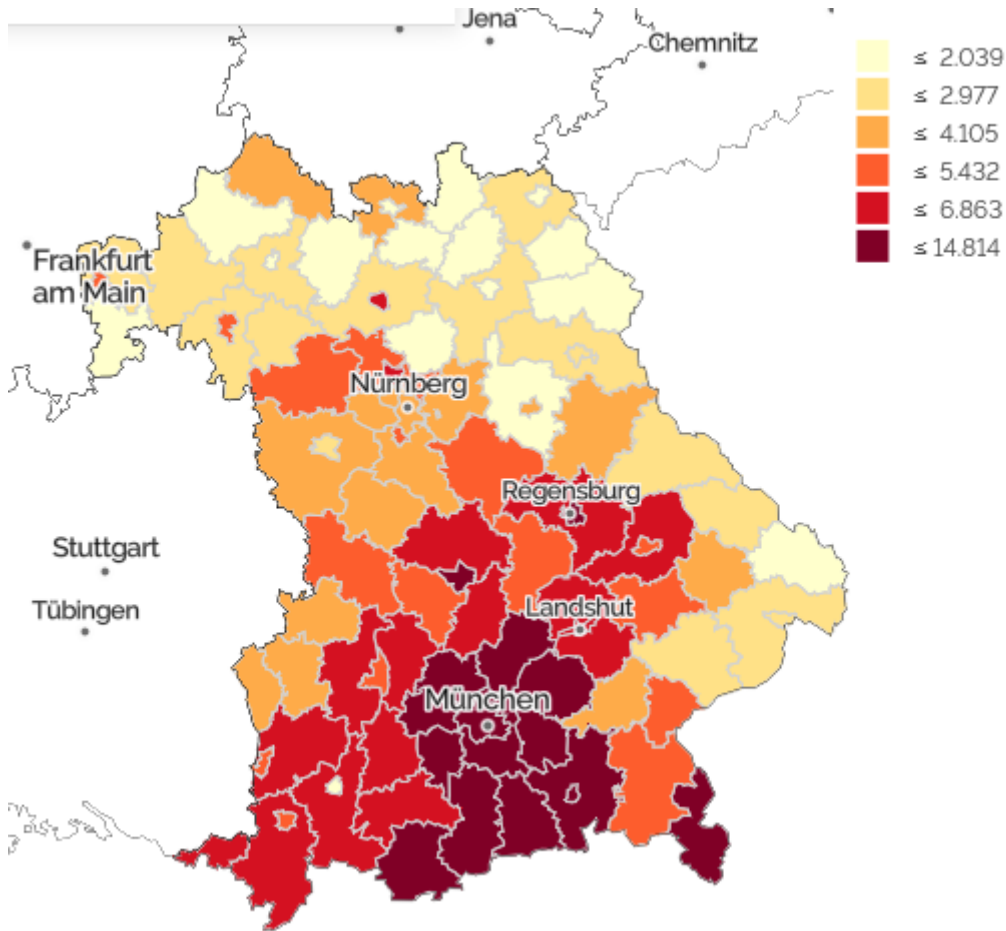 Jena
Chemnitz
≤ 2.039
≤ 2.977
≤ 4.105
≤ 5.432
≤ 6.863
≤ 14.814
Frankfurt
am Main
Nürnberg
Regensburg
Stuttgart
Tübingen
Landshut
München